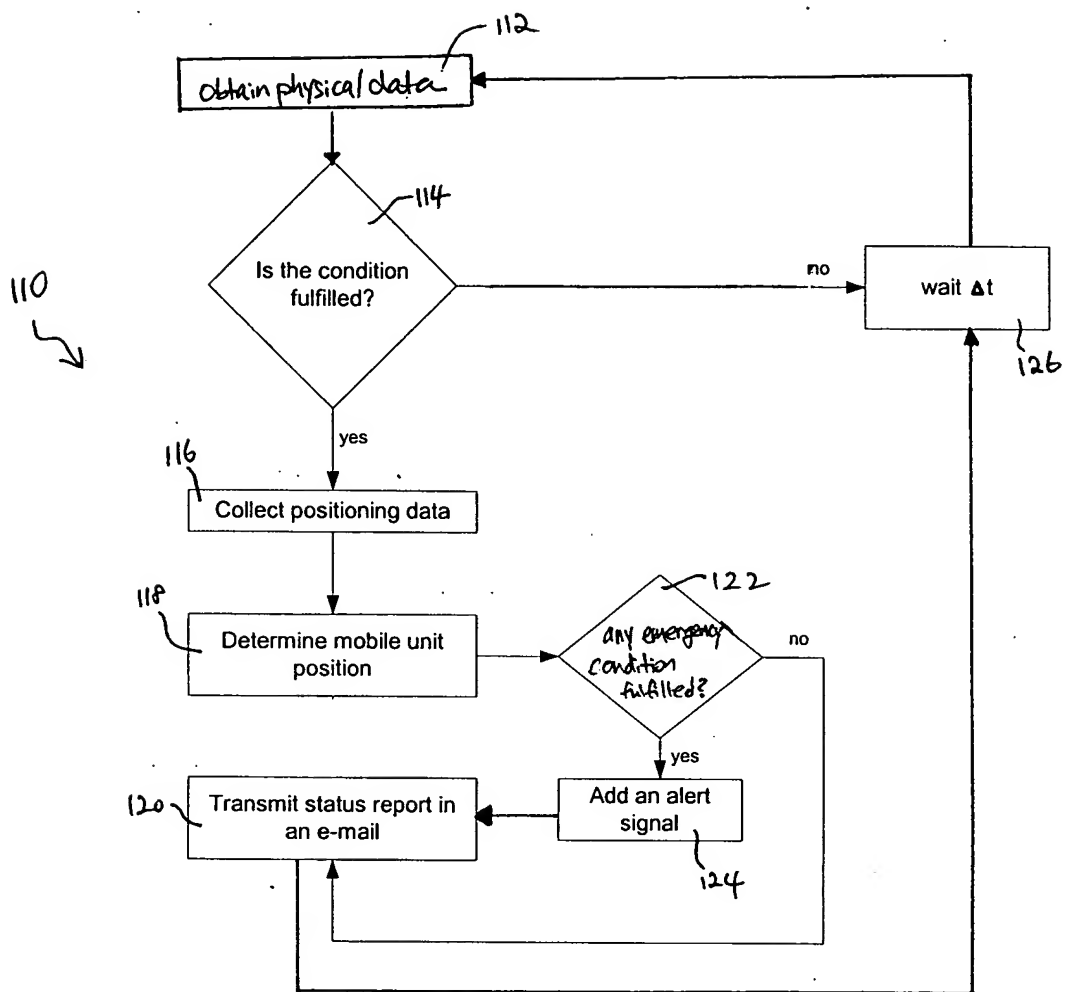 112
obtain physical data
114
Is the condition
fulfilled?
no
wait Δt
126
110
yes
116
Collect positioning data
118
Determine mobile unit
position
122
any emergency
condition
fulfilled?
no
yes
120
Transmit status report in
an e-mail
Add an alert
signal
124